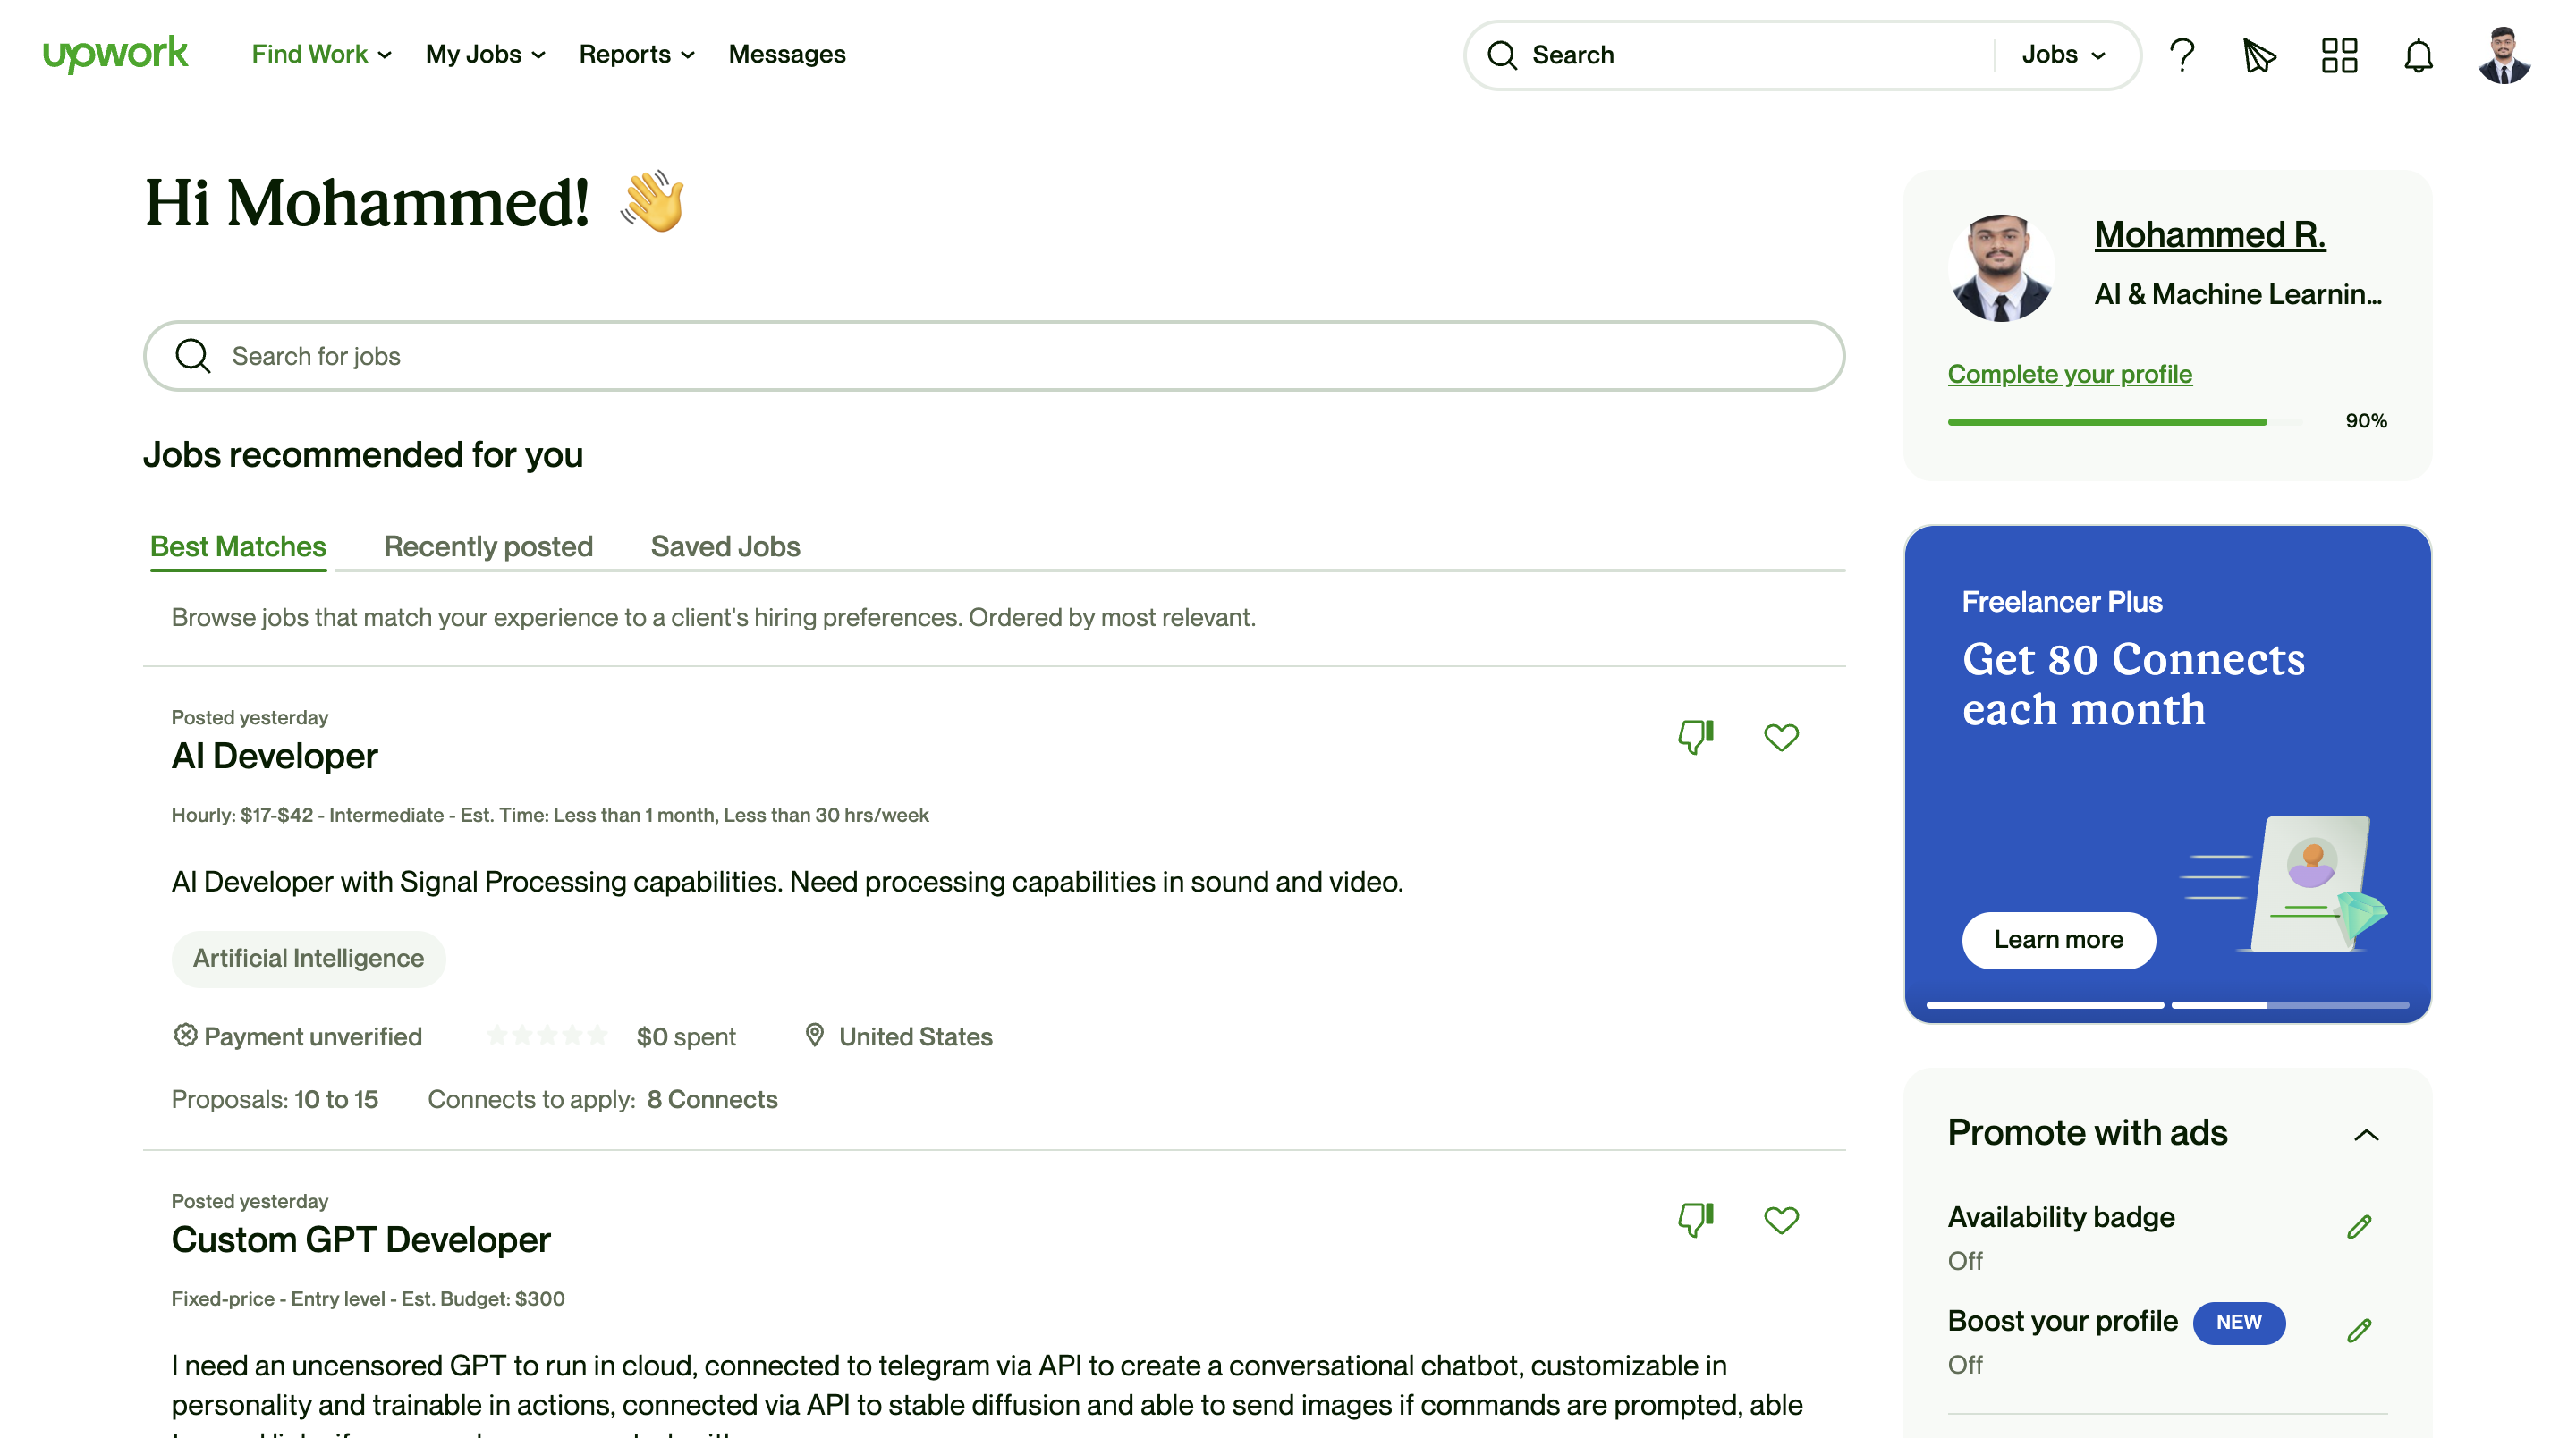 upwork
Find Work
My Jobs
Reports
Messages
Search
Jobs
Hi Mohammed! 👋
Search for jobs
Jobs recommended for you
Best Matches
Recently posted
Saved Jobs
Browse jobs that match your experience to a client's hiring preferences. Ordered by most relevant.
Posted yesterday
AI Developer
Hourly: $17-$42 - Intermediate - Est. Time: Less than 1 month, Less than 30 hrs/week
AI Developer with Signal Processing capabilities. Need processing capabilities in sound and video.
Artificial Intelligence
Payment unverified
$0 spent
United States
Proposals: 10 to 15
Connects to apply: 8 Connects
Posted yesterday
Custom GPT Developer
Fixed-price - Entry level - Est. Budget: $300
I need an uncensored GPT to run in cloud, connected to telegram via API to create a conversational chatbot, customizable in
personality and trainable in actions, connected via API to stable diffusion and able to send images if commands are prompted, able
Mohammed R.
AI & Machine Learnin...
Complete your profile
90%
Freelancer Plus
Get 80 Connects
each month
Learn more
Promote with ads
Availability badge
Off
Boost your profile
NEW
Off